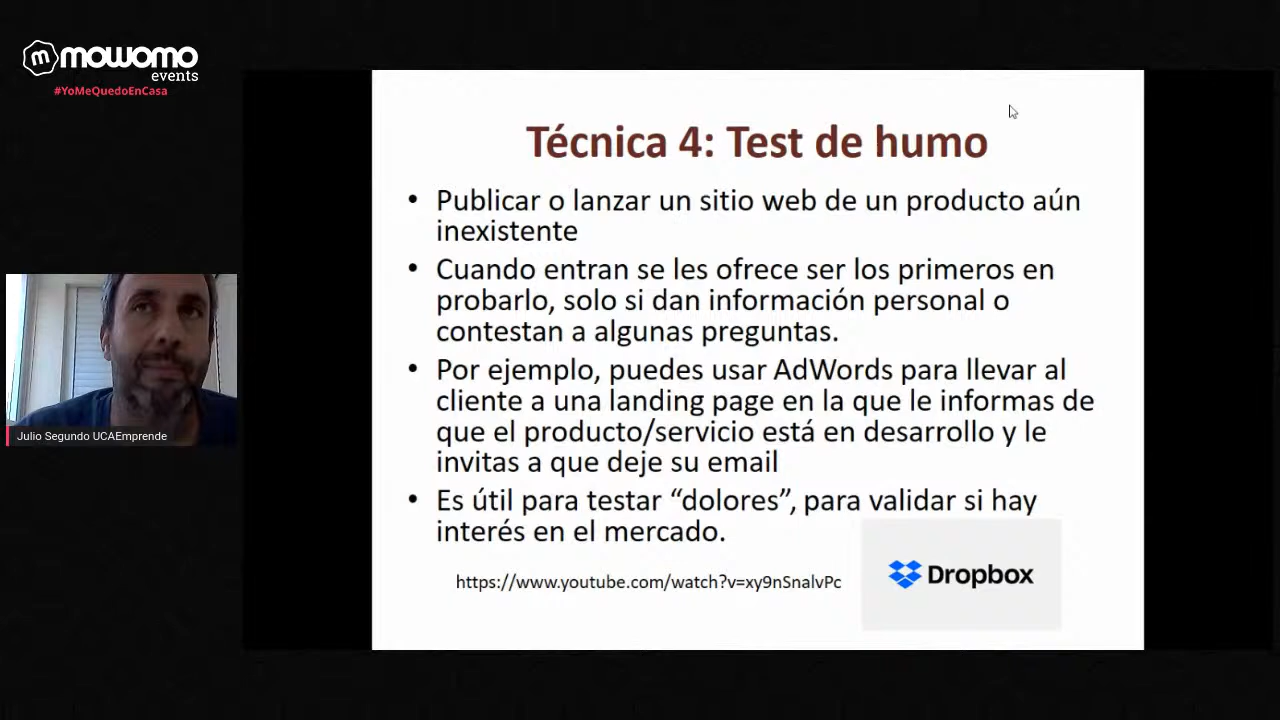 mowomo
events
#YoMeQuedoEnCasa
Técnica 4: Test de humo
• Publicar o lanzar un sitio web de un producto aún
inexistente
• Cuando entran se les ofrece ser los primeros en
probarlo, solo si dan información personal o
contestan a algunas preguntas.
• Por ejemplo, puedes usar AdWords para llevar al
cliente a una landing page en la que le informas de
que el producto/servicio está en desarrollo y le
invitas a que deje su email
• Es útil para testar “dolores”, para validar si hay
interés en el mercado.
https://www.youtube.com/watch?v=xy9nSnalvPc
Dropbox
Julio Segundo UCAEmprende